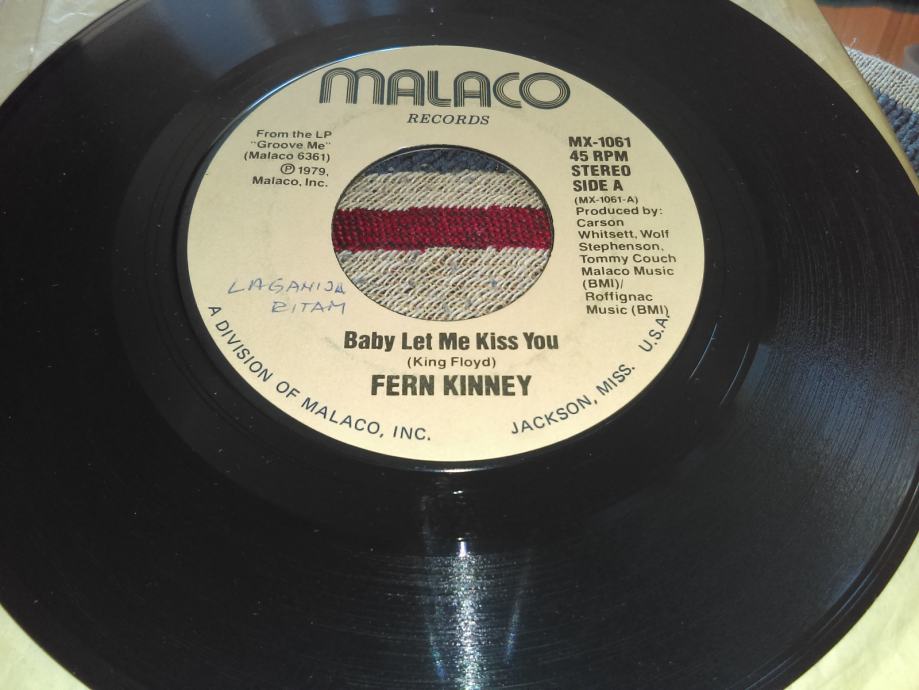 MALACO
RECORDS
From the LP
"Groove Me"
(Malaco 6361)
Ⓟ 1979,
Malaco, Inc.
MX-1061
45 RPM
STEREO
SIDE A
(MX-1061-A)
Produced by:
Carson
Whitsett, Wolf
Stephenson,
Tommy Couch
Malaco Music
(BMI)/
Roffignac
Music (BMI)
LAGANIJA
RITAM
Baby Let Me Kiss You
(King Floyd)
FERN KINNEY
A DIVISION OF MALACO, INC.
JACKSON, MISS. U.S.A.